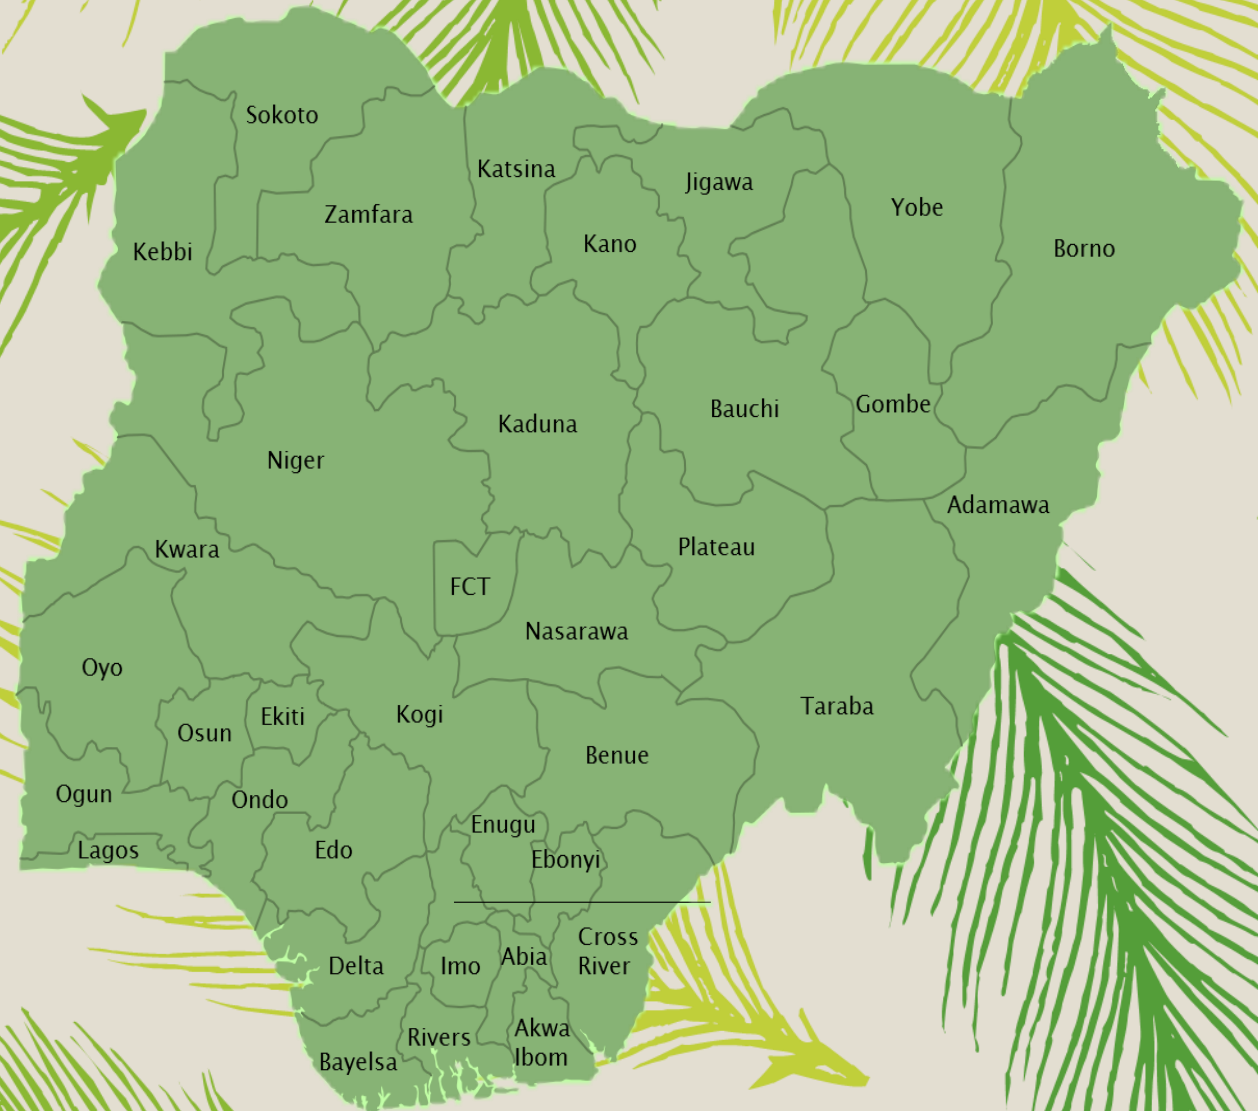 Sokoto
Katsina
Jigawa
Zamfara
Yobe
Kano
Borno
Kebbi
Gombe
Bauchi
Kaduna
Niger
Adamawa
Plateau
Kwara
FCT
Nasarawa
Oyo
Taraba
Kogi
Ekiti
Osun
Benue
Ogun
Ondo
Enugu
Lagos
Edo
Ebonyi
Cross
River
Abia
Imo
Delta
Akwa
Ibom
Rivers
Bayelsa